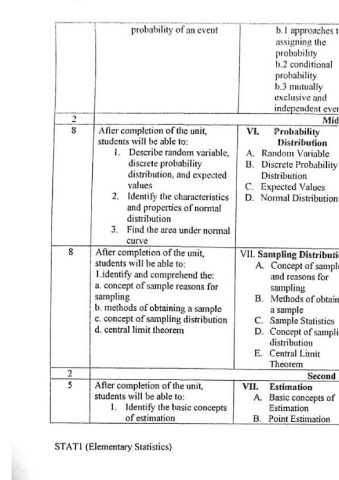 probability of an event
b.1 approaches
assigning the
probability
b.2 conditional
probability
b.3 mutually
exclusive and
independent even
2
Mid
8
After completion of the unit,
students will be able to:
1. Describe random variable,
discrete probability
distribution, and expected
values
2. Identify the characteristics
and properties of normal
distribution
3. Find the area under normal
curve
VI. Probability
Distribution
A. Random Variable
B. Discrete Probability
Distribution
C. Expected Values
D. Normal Distribution
8
After completion of the unit,
students will be able to:
1.identify and comprehend the:
a. concept of sample reasons for
sampling
b. methods of obtaining a sample
c. concept of sampling distribution
d. central limit theorem
VII. Sampling Distributi
A. Concept of sampl
and reasons for
sampling
B. Methods of obtain
a sample
C. Sample Statistics
D. Concept of sampli
distribution
E. Central Limit
Theorem
2
Second
5
After completion of the unit,
students will be able to:
1. Identify the basic concepts
of estimation
VII. Estimation
A. Basic concepts of
Estimation
B. Point Estimation
STAT1 (Elementary Statistics)